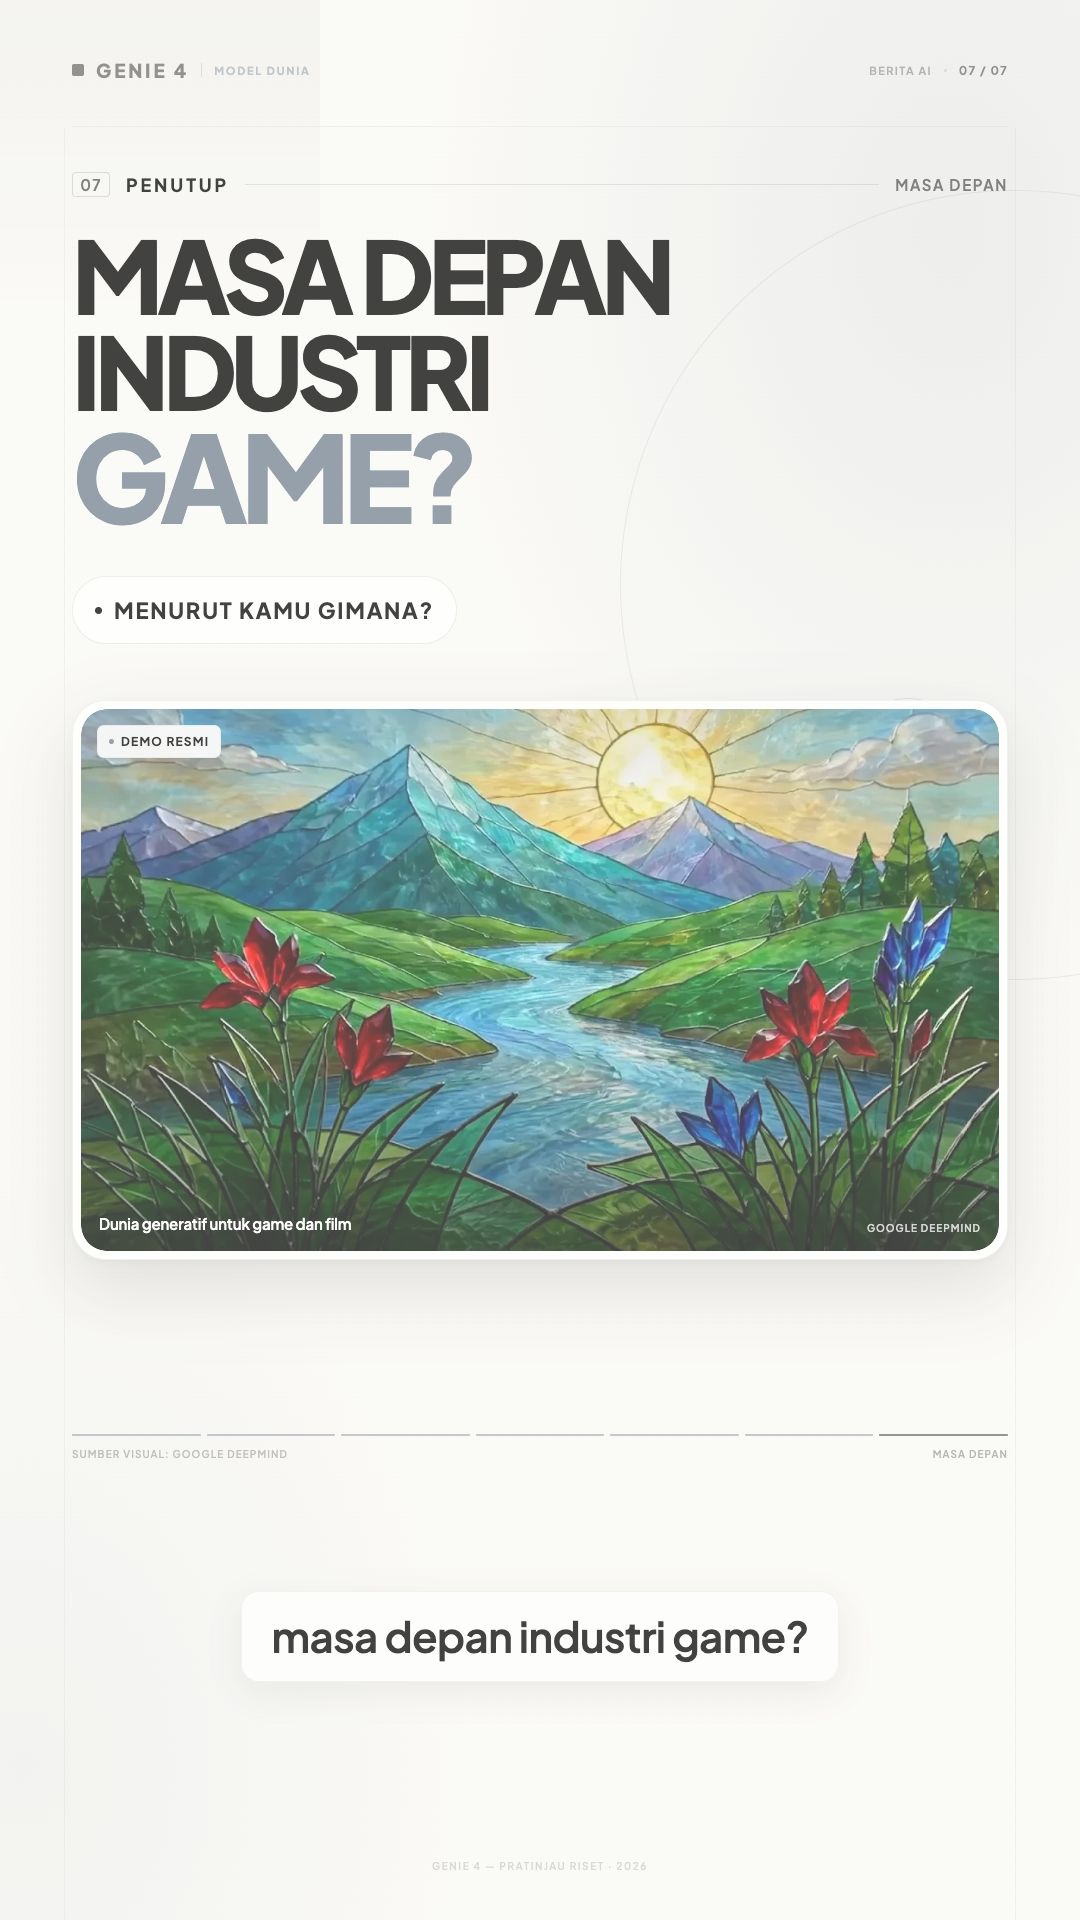 GENIE 4 | MODEL DUNIA
BERITA AI · 07 / 07
07 PENUTUP
MASA DEPAN
MASA DEPAN
INDUSTRI
GAME?
• MENURUT KAMU GIMANA?
• DEMO RESMI
Dunia generatif untuk game dan film
GOOGLE DEEPMIND
SUMBER VISUAL: GOOGLE DEEPMIND
MASA DEPAN
masa depan industri game?
GENIE 4 — PRATINJAU RISET · 2026